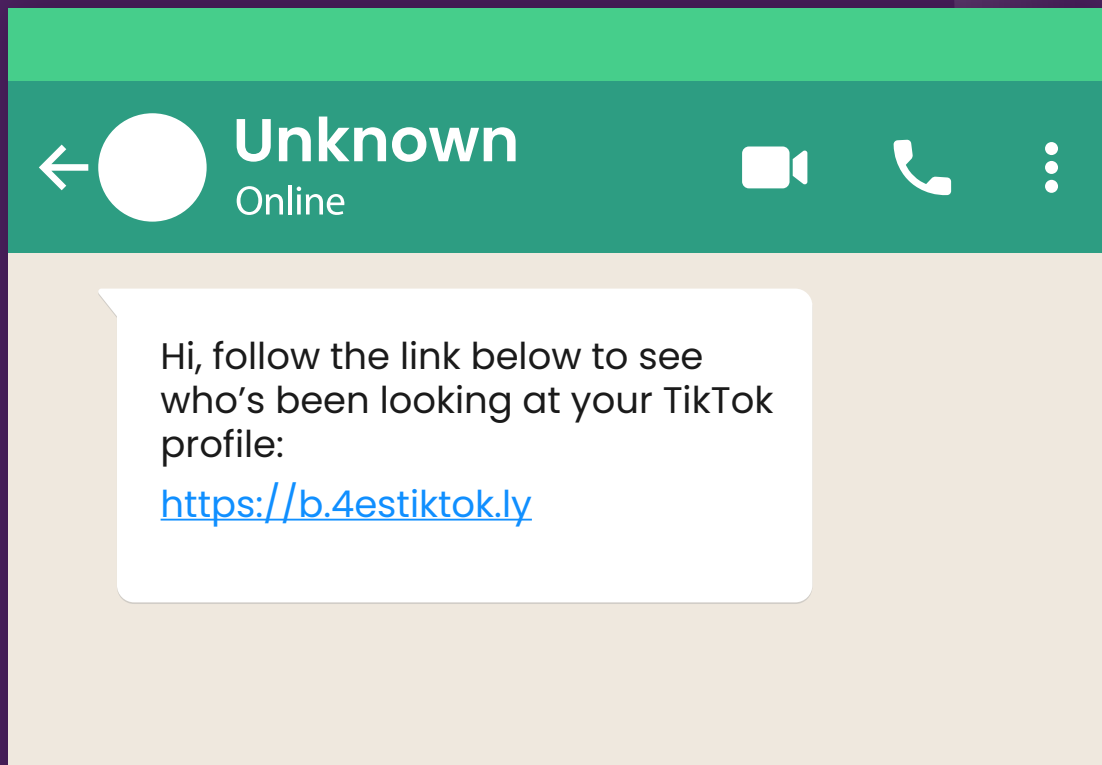 Unknown
Online
Hi, follow the link below to see
who’s been looking at your TikTok
profile:
https://b.4estiktok.ly